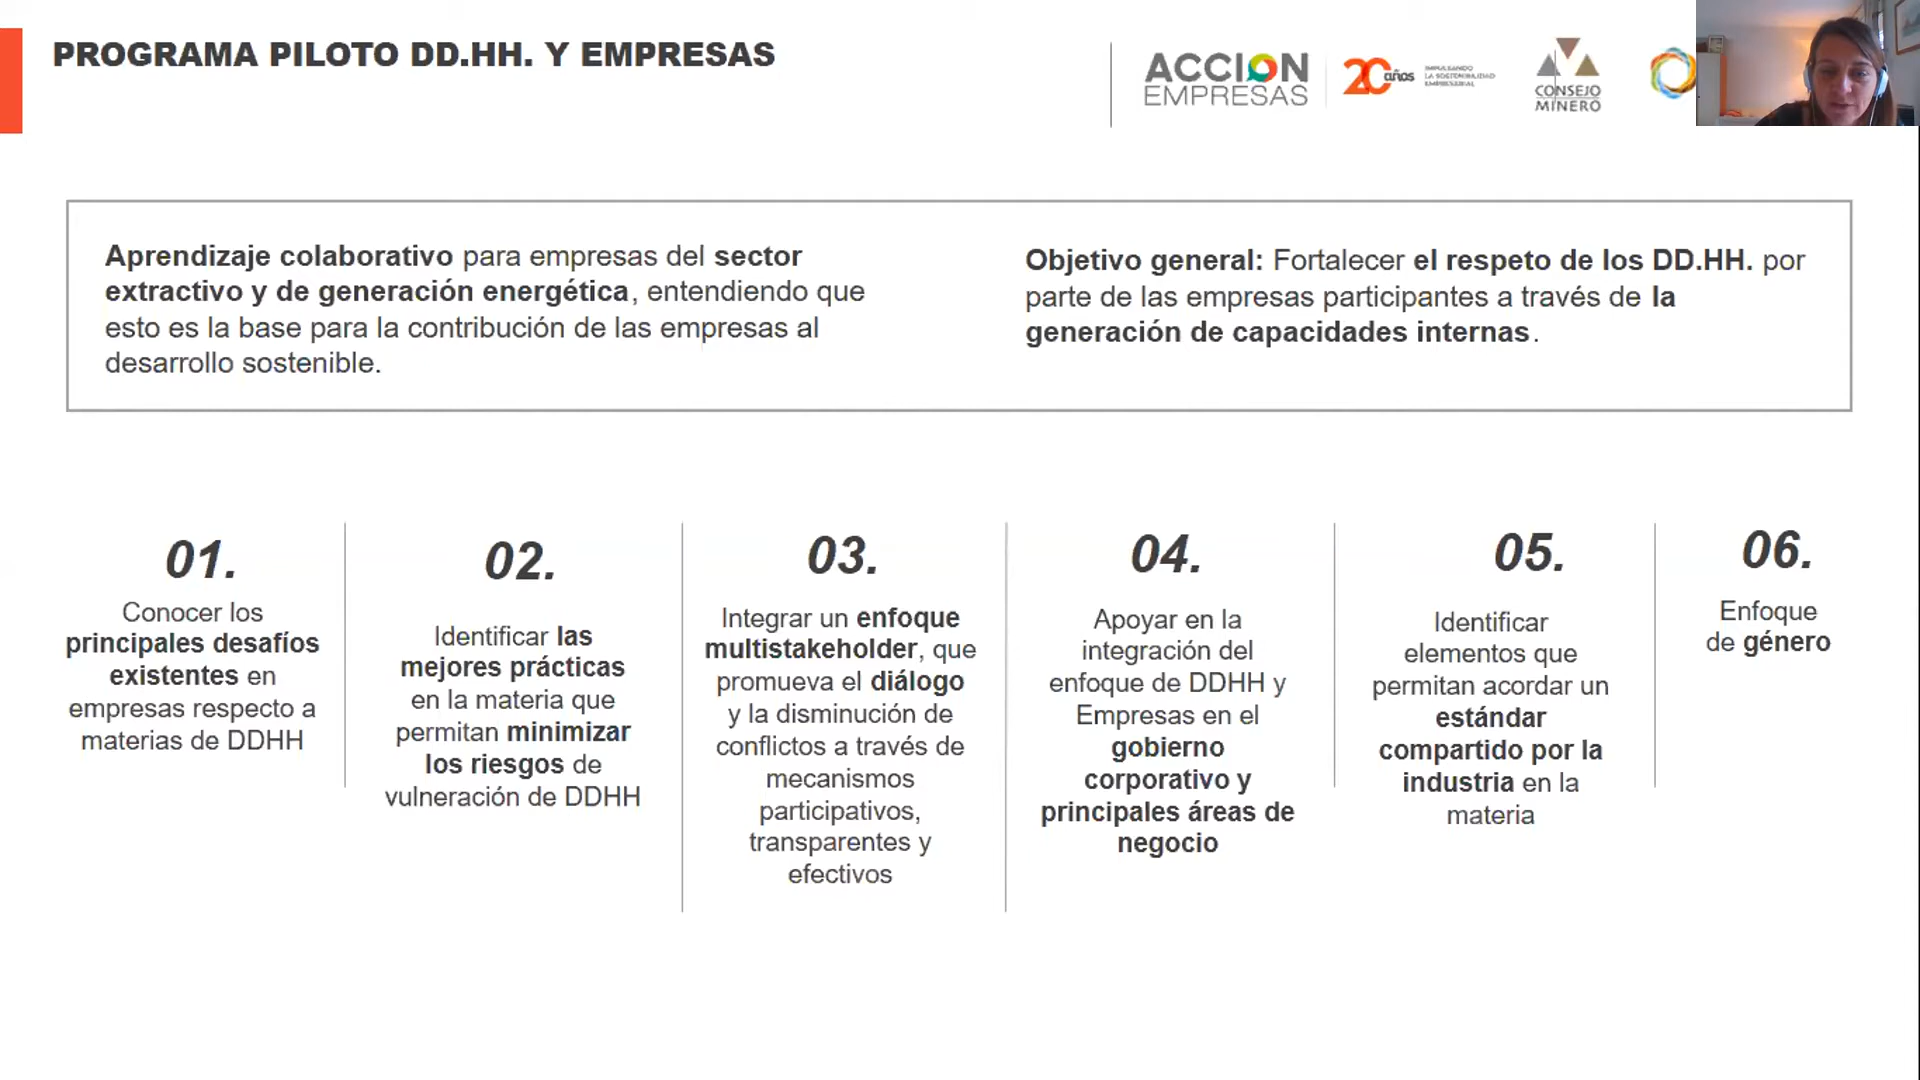 PROGRAMA PILOTO DD.HH. Y EMPRESAS
ACCION
EMPRESAS
20 años
IMPULSANDO
LA SOSTENIBILIDAD
EMPRESARIAL
CONSEJO
MINERO
Aprendizaje colaborativo para empresas del sector
extractivo y de generación energética, entendiendo que
esto es la base para la contribución de las empresas al
desarrollo sostenible.
Objetivo general: Fortalecer el respeto de los DD.HH. por
parte de las empresas participantes a través de la
generación de capacidades internas.
01.
Conocer los
principales desafíos
existentes en
empresas respecto a
materias de DDHH
02.
Identificar las
mejores prácticas
en la materia que
permitan minimizar
los riesgos de
vulneración de DDHH
03.
Integrar un enfoque
multistakeholder, que
promueva el diálogo
y la disminución de
conflictos a través de
mecanismos
participativos,
transparentes y
efectivos
04.
Apoyar en la
integración del
enfoque de DDHH y
Empresas en el
gobierno
corporativo y
principales áreas de
negocio
05.
Identificar
elementos que
permitan acordar un
estándar
compartido por la
industria en la
materia
06.
Enfoque
de género